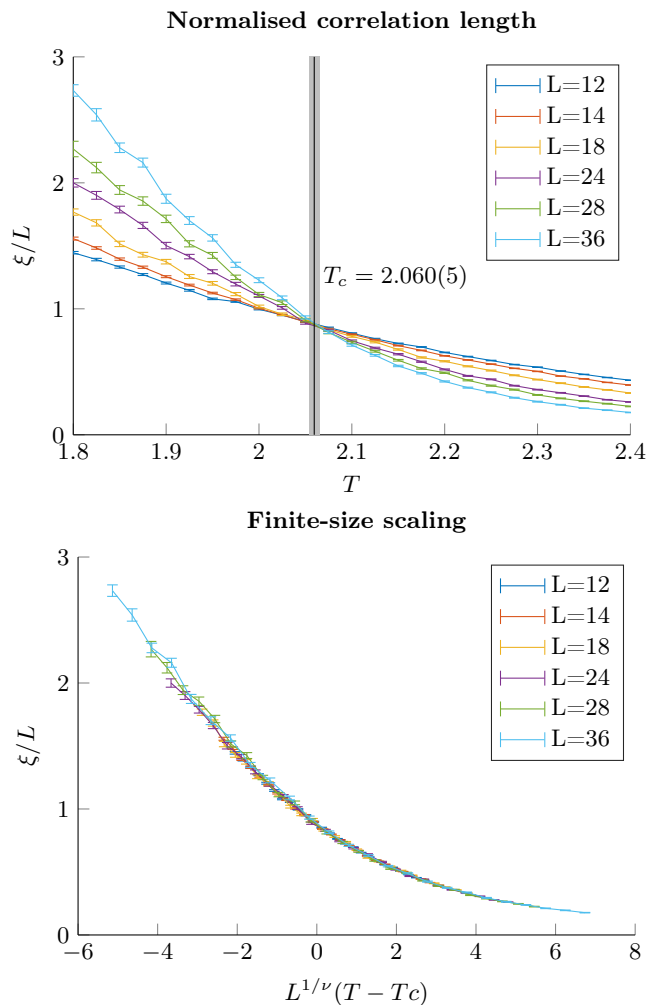 Normalised correlation length
3
2
1
0
ξ/L
L=12
L=14
L=18
L=24
L=28
L=36
T_c = 2.060(5)
1.8 1.9 2 2.1 2.2 2.3 2.4
T
Finite-size scaling
3
2
1
0
ξ/L
L=12
L=14
L=18
L=24
L=28
L=36
−6 −4 −2 0 2 4 6 8
L^{1/ν}(T − Tc)